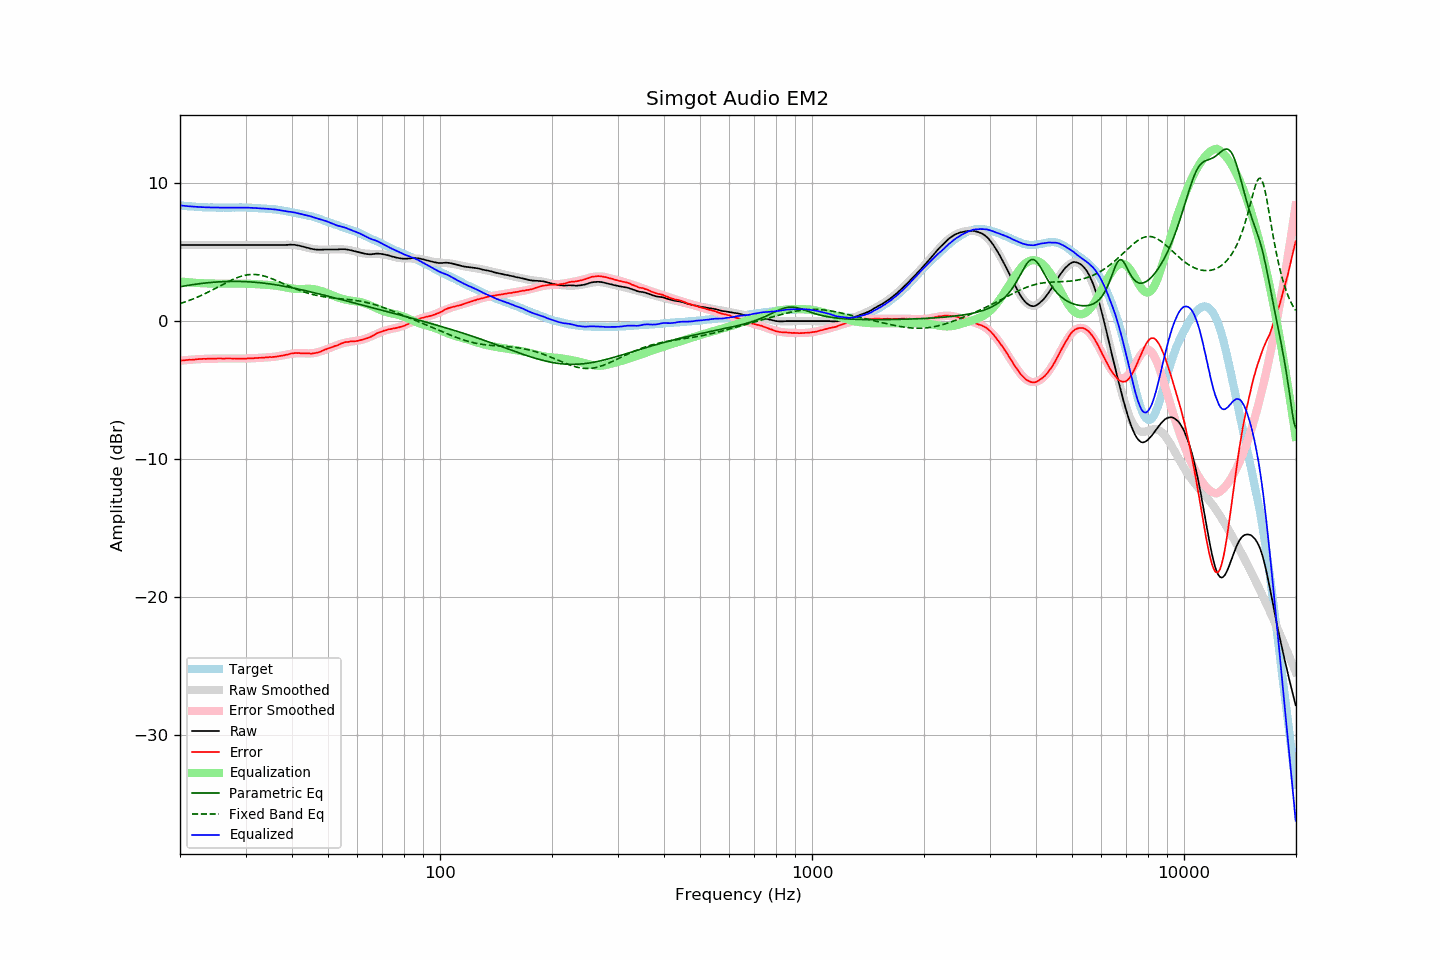 Simgot Audio EM2
Amplitude (dBr)
10
0
−10
−20
−30
Target
Raw Smoothed
Error Smoothed
Raw
Error
Equalization
Parametric Eq
Fixed Band Eq
Equalized
100
1000
10000
Frequency (Hz)